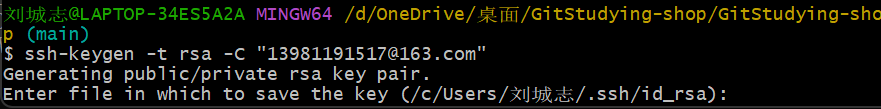 刘城志@LAPTOP-34ES5A2A MINGW64 /d/OneDrive/桌面/GitStudying-shop/GitStudying-sho
p (main)
$ ssh-keygen -t rsa -C "13981191517@163.com"
Generating public/private rsa key pair.
Enter file in which to save the key (/c/Users/刘城志/.ssh/id_rsa):